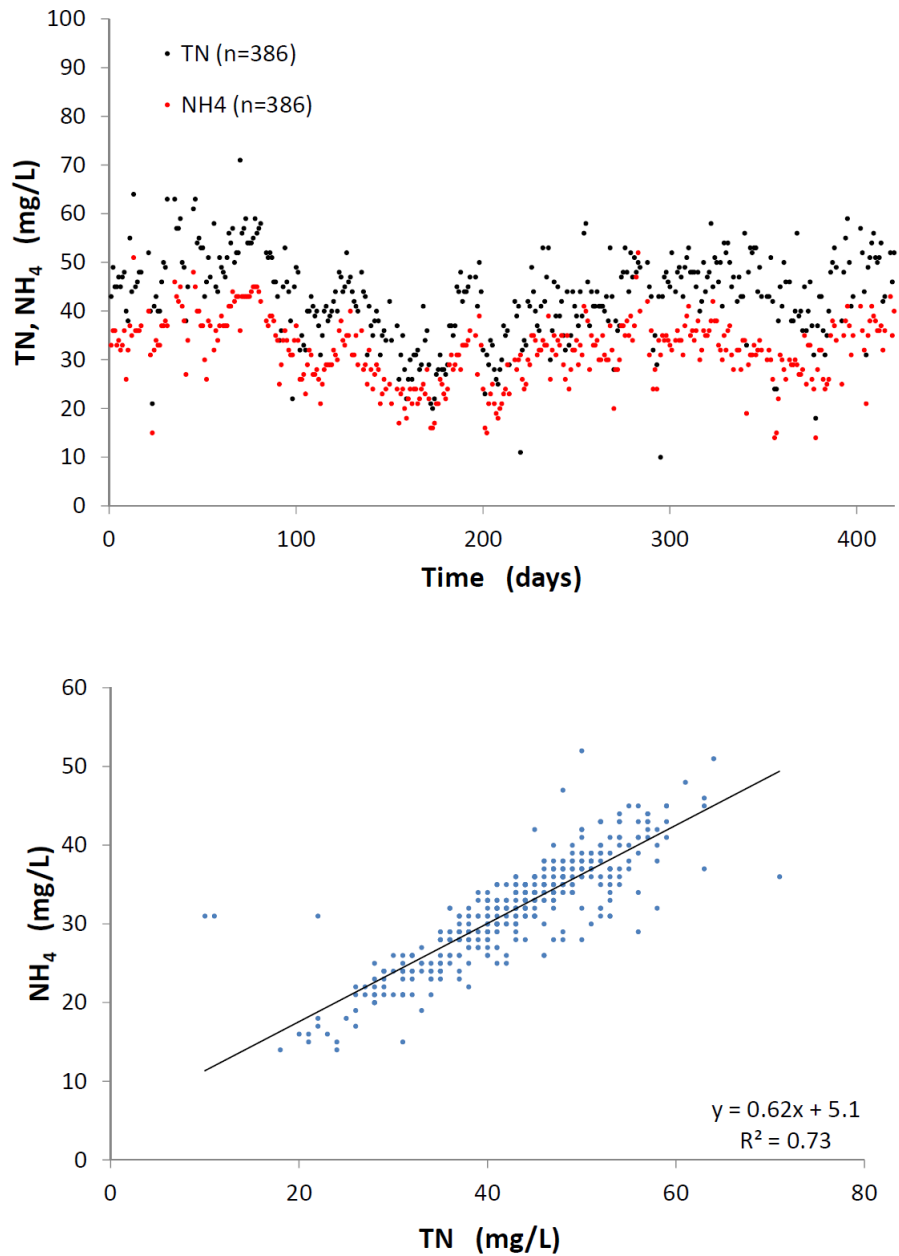 100
90
80
70
60
50
40
30
20
10
0
TN (n=386)
NH4 (n=386)
TN, NH₄ (mg/L)
0 100 200 300 400
Time (days)
60
50
40
30
20
10
0
NH₄ (mg/L)
y = 0.62x + 5.1
R² = 0.73
0 20 40 60 80
TN (mg/L)